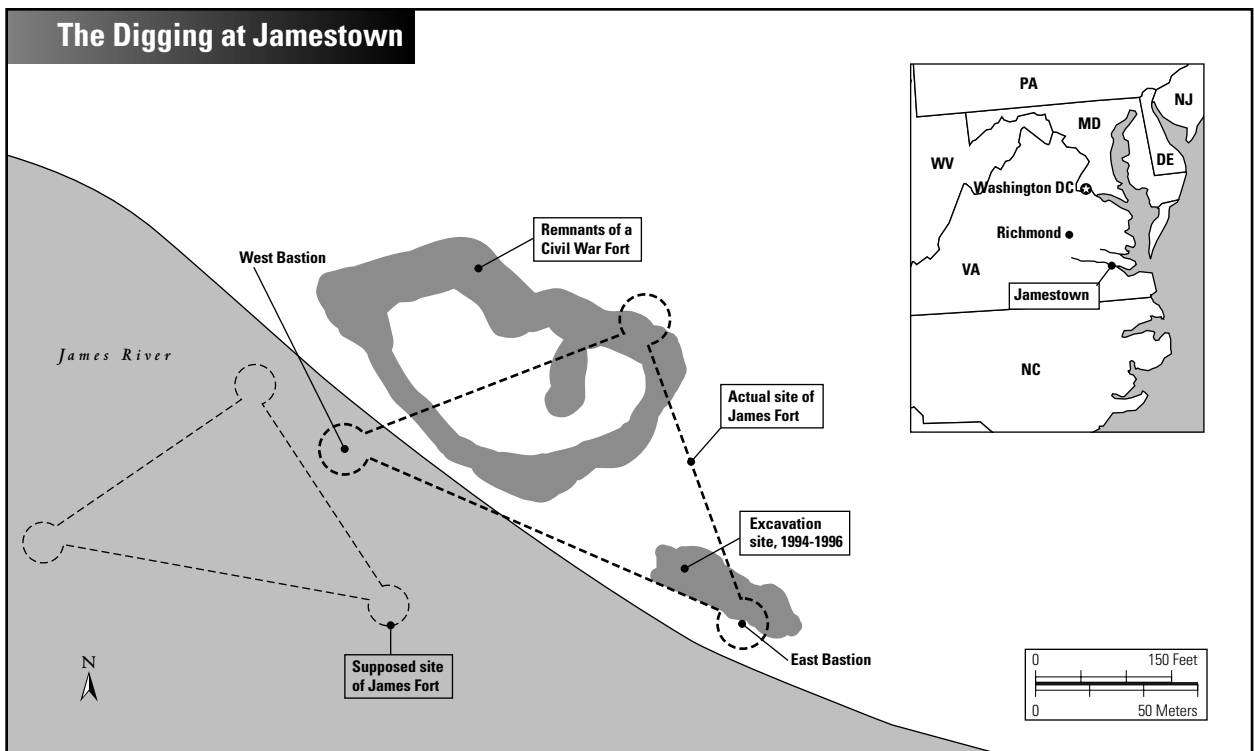 The Digging at Jamestown
PA
NJ
MD
WV
DE
Washington DC
Richmond
VA
Jamestown
NC
Remnants of a
Civil War Fort
West Bastion
James River
Actual site of
James Fort
Excavation
site, 1994-1996
East Bastion
Supposed site
of James Fort
N
0 150 Feet
0 50 Meters